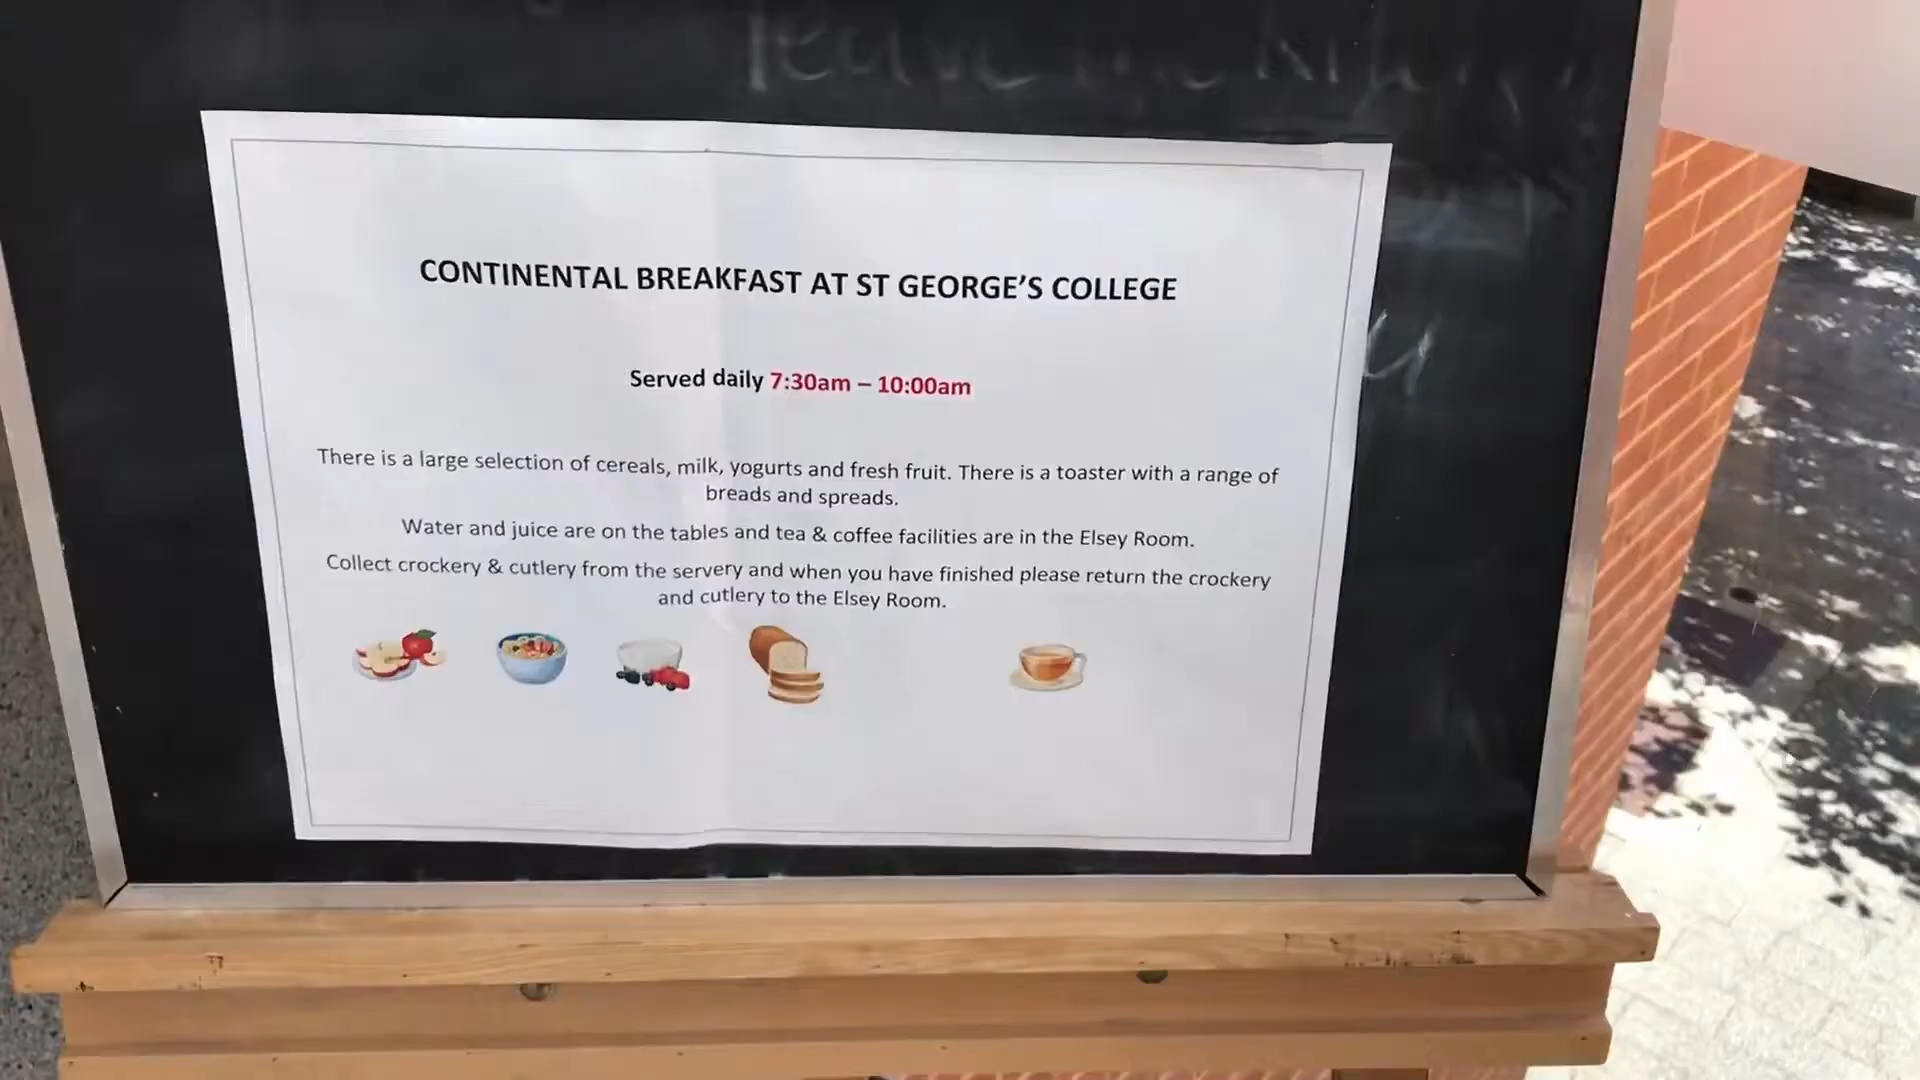 leave the kitchen
CONTINENTAL BREAKFAST AT ST GEORGE'S COLLEGE
Served daily 7:30am – 10:00am
There is a large selection of cereals, milk, yogurts and fresh fruit. There is a toaster with a range of
breads and spreads.
Water and juice are on the tables and tea & coffee facilities are in the Elsey Room.
Collect crockery & cutlery from the servery and when you have finished please return the crockery
and cutlery to the Elsey Room.